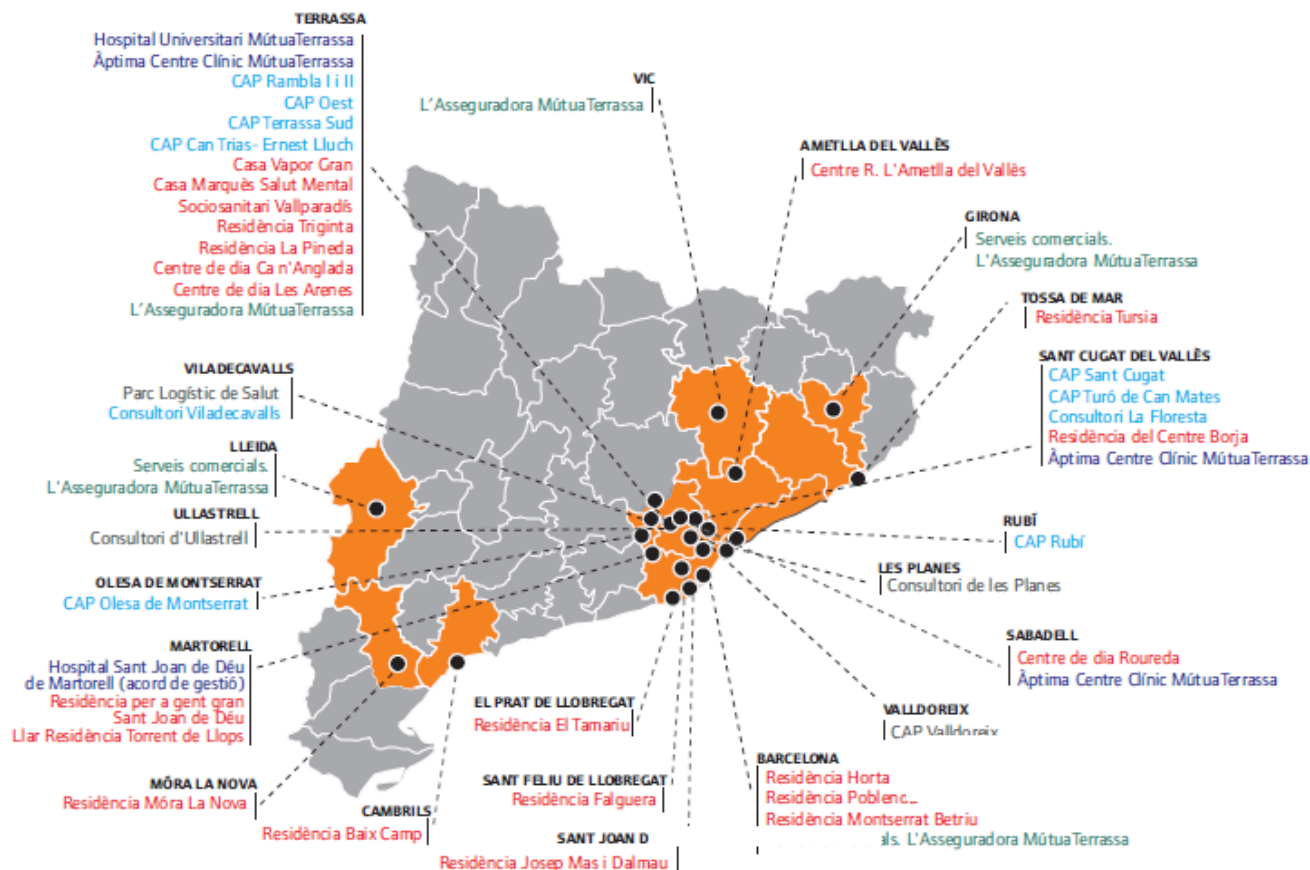 TERRASSA
Hospital Universitari MútuaTerrassa
Àptima Centre Clínic MútuaTerrassa
CAP Rambla I i II
CAP Oest
CAP Terrassa Sud
CAP Can Trias- Ernest Lluch
Casa Vapor Gran
Casa Marquès Salut Mental
Sociosanitari Vallparadís
Residència Triginta
Residència La Pineda
Centre de dia Ca n'Anglada
Centre de dia Les Arenes
L'Asseguradora MútuaTerrassa
VIC
L'Asseguradora MútuaTerrassa
AMETLLA DEL VALLÈS
Centre R. L'Ametlla del Vallès
GIRONA
Serveis comercials.
L'Asseguradora MútuaTerrassa
TOSSA DE MAR
Residència Tursia
SANT CUGAT DEL VALLÈS
CAP Sant Cugat
CAP Turó de Can Mates
Consultori La Floresta
Residència del Centre Borja
Àptima Centre Clínic MútuaTerrassa
VILADECAVALLS
Parc Logístic de Salut
Consultori Viladecavalls
LLEIDA
Serveis comercials.
L'Asseguradora MútuaTerrassa
ULLASTRELL
Consultori d'Ullastrell
OLESA DE MONTSERRAT
CAP Olesa de Montserrat
MARTORELL
Hospital Sant Joan de Déu
de Martorell (acord de gestió)
Residència per a gent gran
Sant Joan de Déu
Llar Residència Torrent de Llops
MÓRA LA NOVA
Residència Móra La Nova
CAMBRILS
Residència Baix Camp
EL PRAT DE LLOBREGAT
Residència El Tamariu
SANT FELIU DE LLOBREGAT
Residència Falguera
SANT JOAN D
Residència Josep Mas i Dalmau
RUBÍ
CAP Rubí
LES PLANES
Consultori de les Planes
SABADELL
Centre de dia Roureda
Àptima Centre Clínic MútuaTerrassa
VALLDOREIX
CAP Valldoreix
BARCELONA
Residència Horta
Residència
Residència Montserrat Betriu
L'Asseguradora MútuaTerrassa